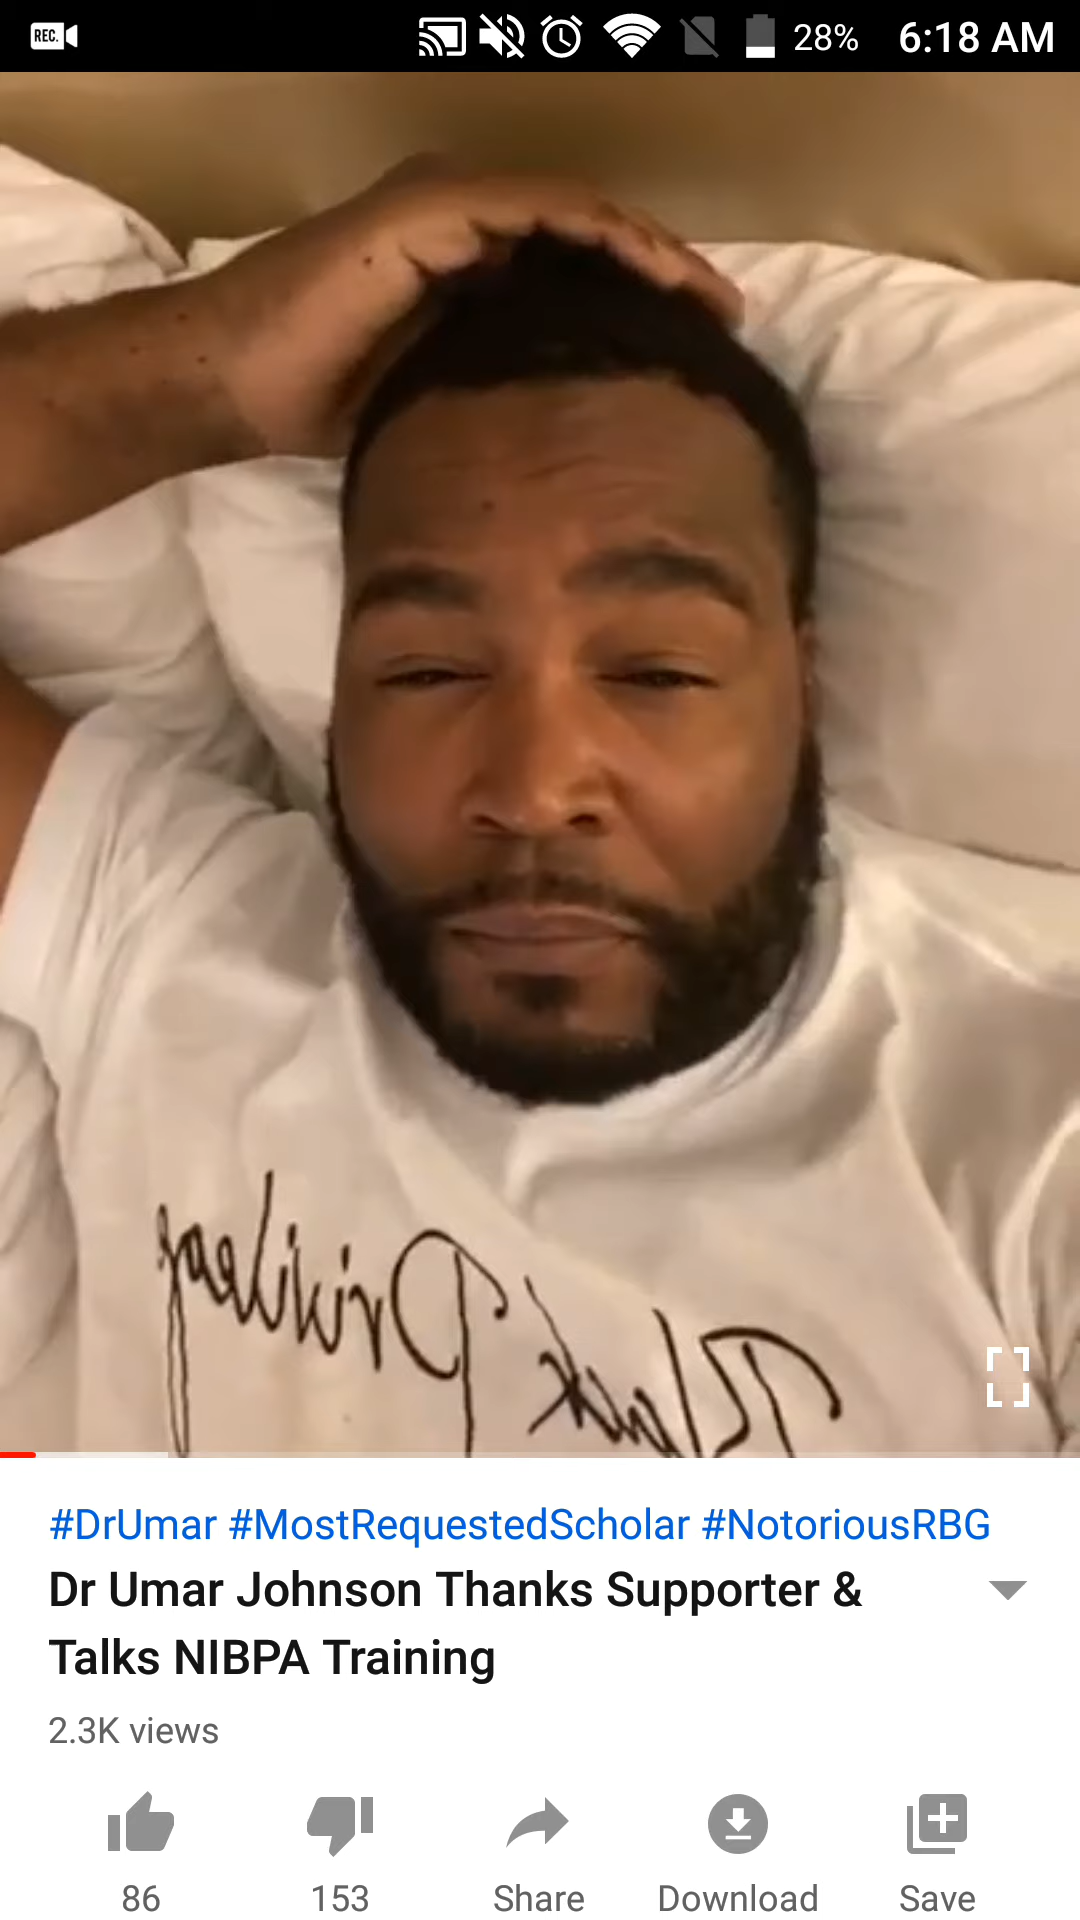 REC.
28% 6:18 AM
#DrUmar #MostRequestedScholar #NotoriousRBG
Dr Umar Johnson Thanks Supporter &
Talks NIBPA Training
2.3K views
86 153 Share Download Save